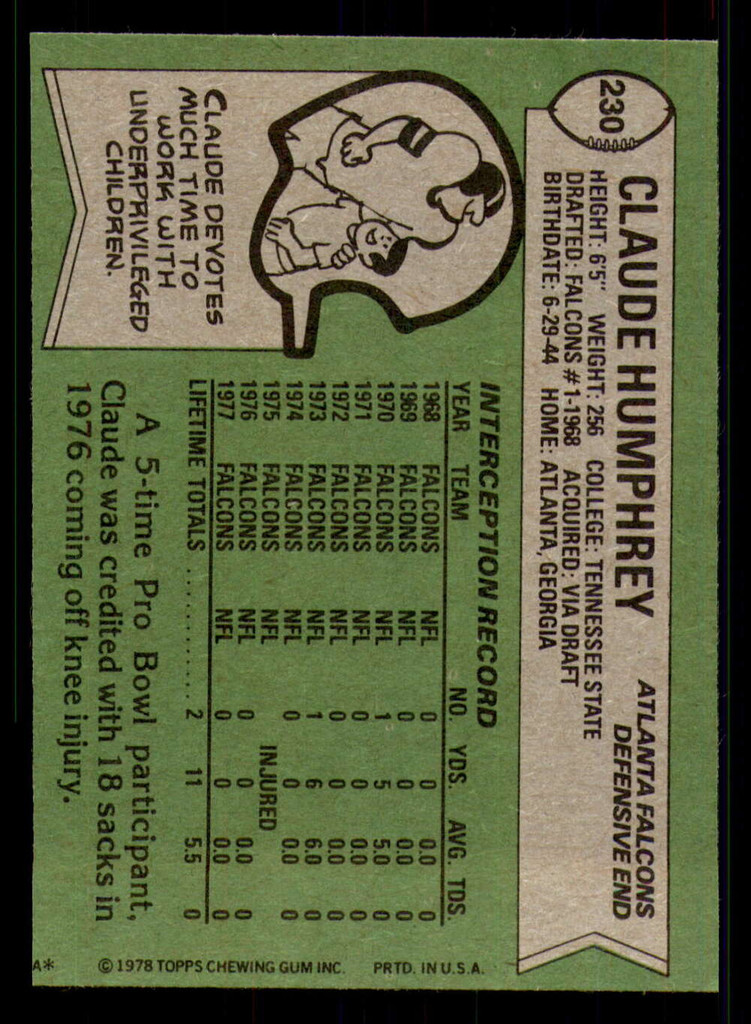 230
CLAUDE HUMPHREY
ATLANTA FALCONS
DEFENSIVE END
HEIGHT: 6'5" WEIGHT: 256 COLLEGE: TENNESSEE STATE
DRAFTED: FALCONS #1-1968 ACQUIRED: VIA DRAFT
BIRTHDATE: 6-29-44 HOME: ATLANTA, GEORGIA
CLAUDE DEVOTES
MUCH TIME TO
WORK WITH
UNDERPRIVILEGED
CHILDREN.
INTERCEPTION RECORD
YEAR TEAM NO. YDS. AVG. TDS.
1968 FALCONS NFL 0 0 0.0 0
1969 FALCONS NFL 0 0 0.0 0
1970 FALCONS NFL 1 5 5.0 0
1971 FALCONS NFL 0 0 0.0 0
1972 FALCONS NFL 0 0 0.0 0
1973 FALCONS NFL 1 6 6.0 0
1974 FALCONS NFL 0 0 0.0 0
1975 FALCONS NFL INJURED
1976 FALCONS NFL 0 0 0.0 0
1977 FALCONS NFL 0 0 0.0 0
LIFETIME TOTALS ........... 2 11 5.5 0
A 5-time Pro Bowl participant,
Claude was credited with 18 sacks in
1976 coming off knee injury.
A* © 1978 TOPPS CHEWING GUM INC. PRTD. IN U.S.A.